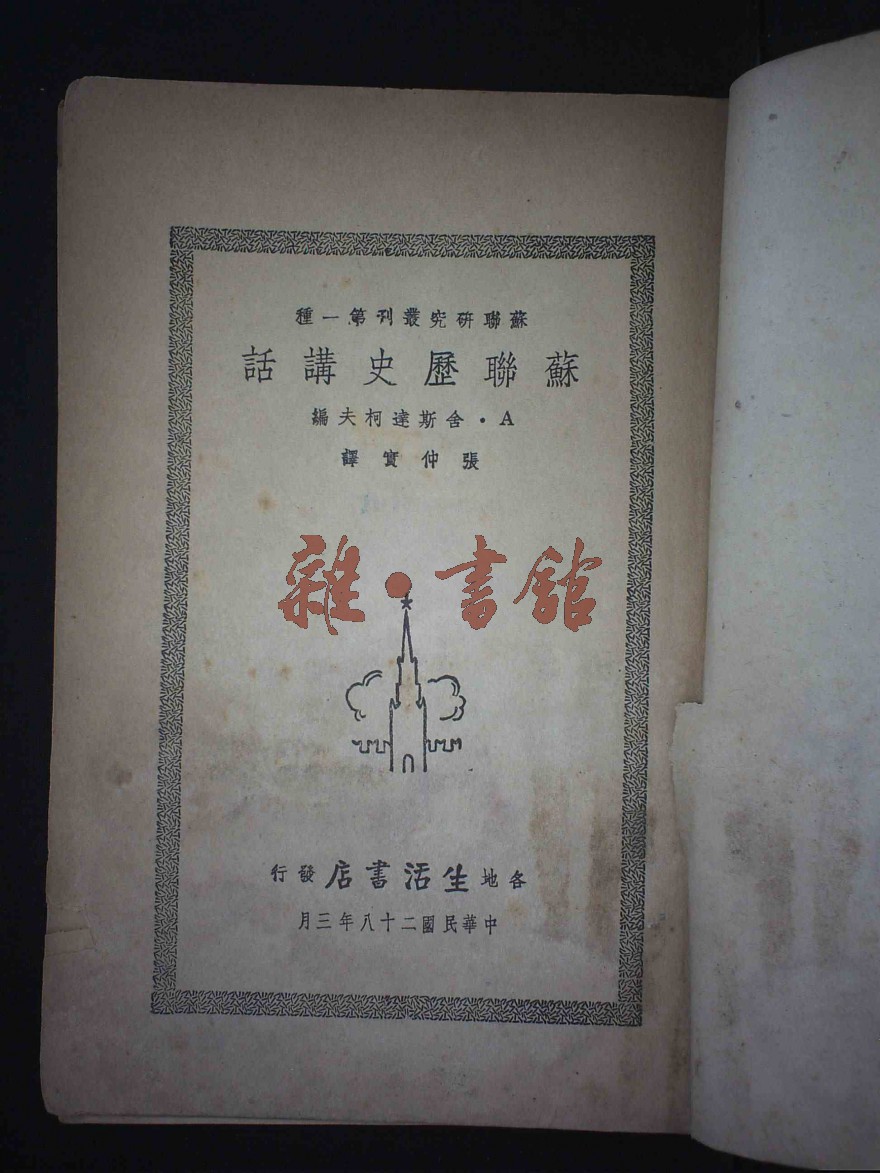 蘇聯研究叢刊第一種
蘇聯歷史講話
A·舍斯達柯夫編
張仲實譯
雜·書館
各地生活書店發行
中華民國二十八年三月